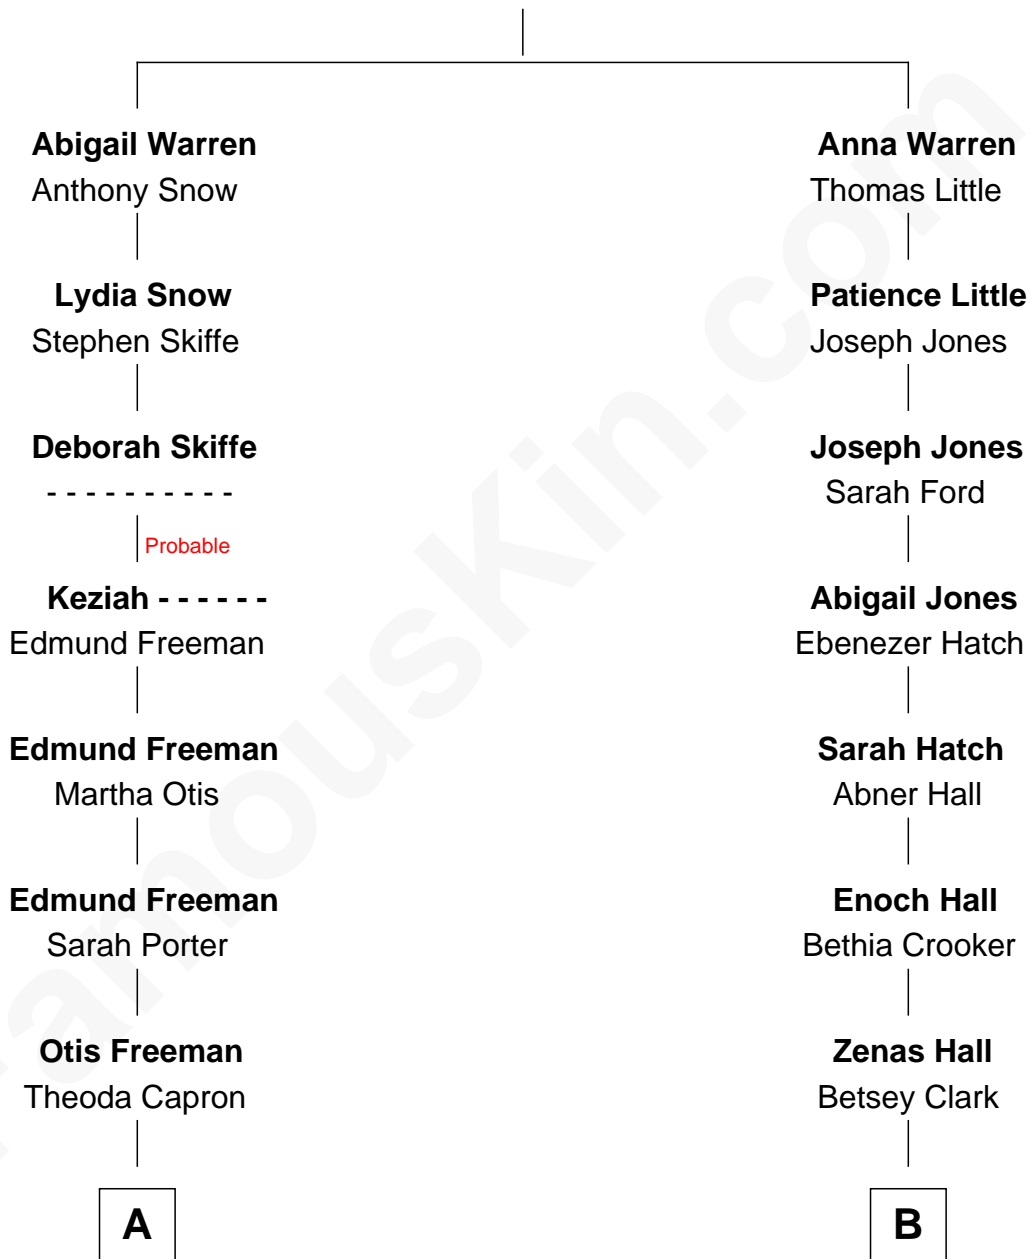 Abigail Warren
Anthony Snow
Lydia Snow
Stephen Skiffe
Deborah Skiffe
- - - - - - - - - -
Probable
Keziah - - - - - -
Edmund Freeman
Edmund Freeman
Martha Otis
Edmund Freeman
Sarah Porter
Otis Freeman
Theoda Capron
A
Anna Warren
Thomas Little
Patience Little
Joseph Jones
Joseph Jones
Sarah Ford
Abigail Jones
Ebenezer Hatch
Sarah Hatch
Abner Hall
Enoch Hall
Bethia Crooker
Zenas Hall
Betsey Clark
B
FamousKin.com